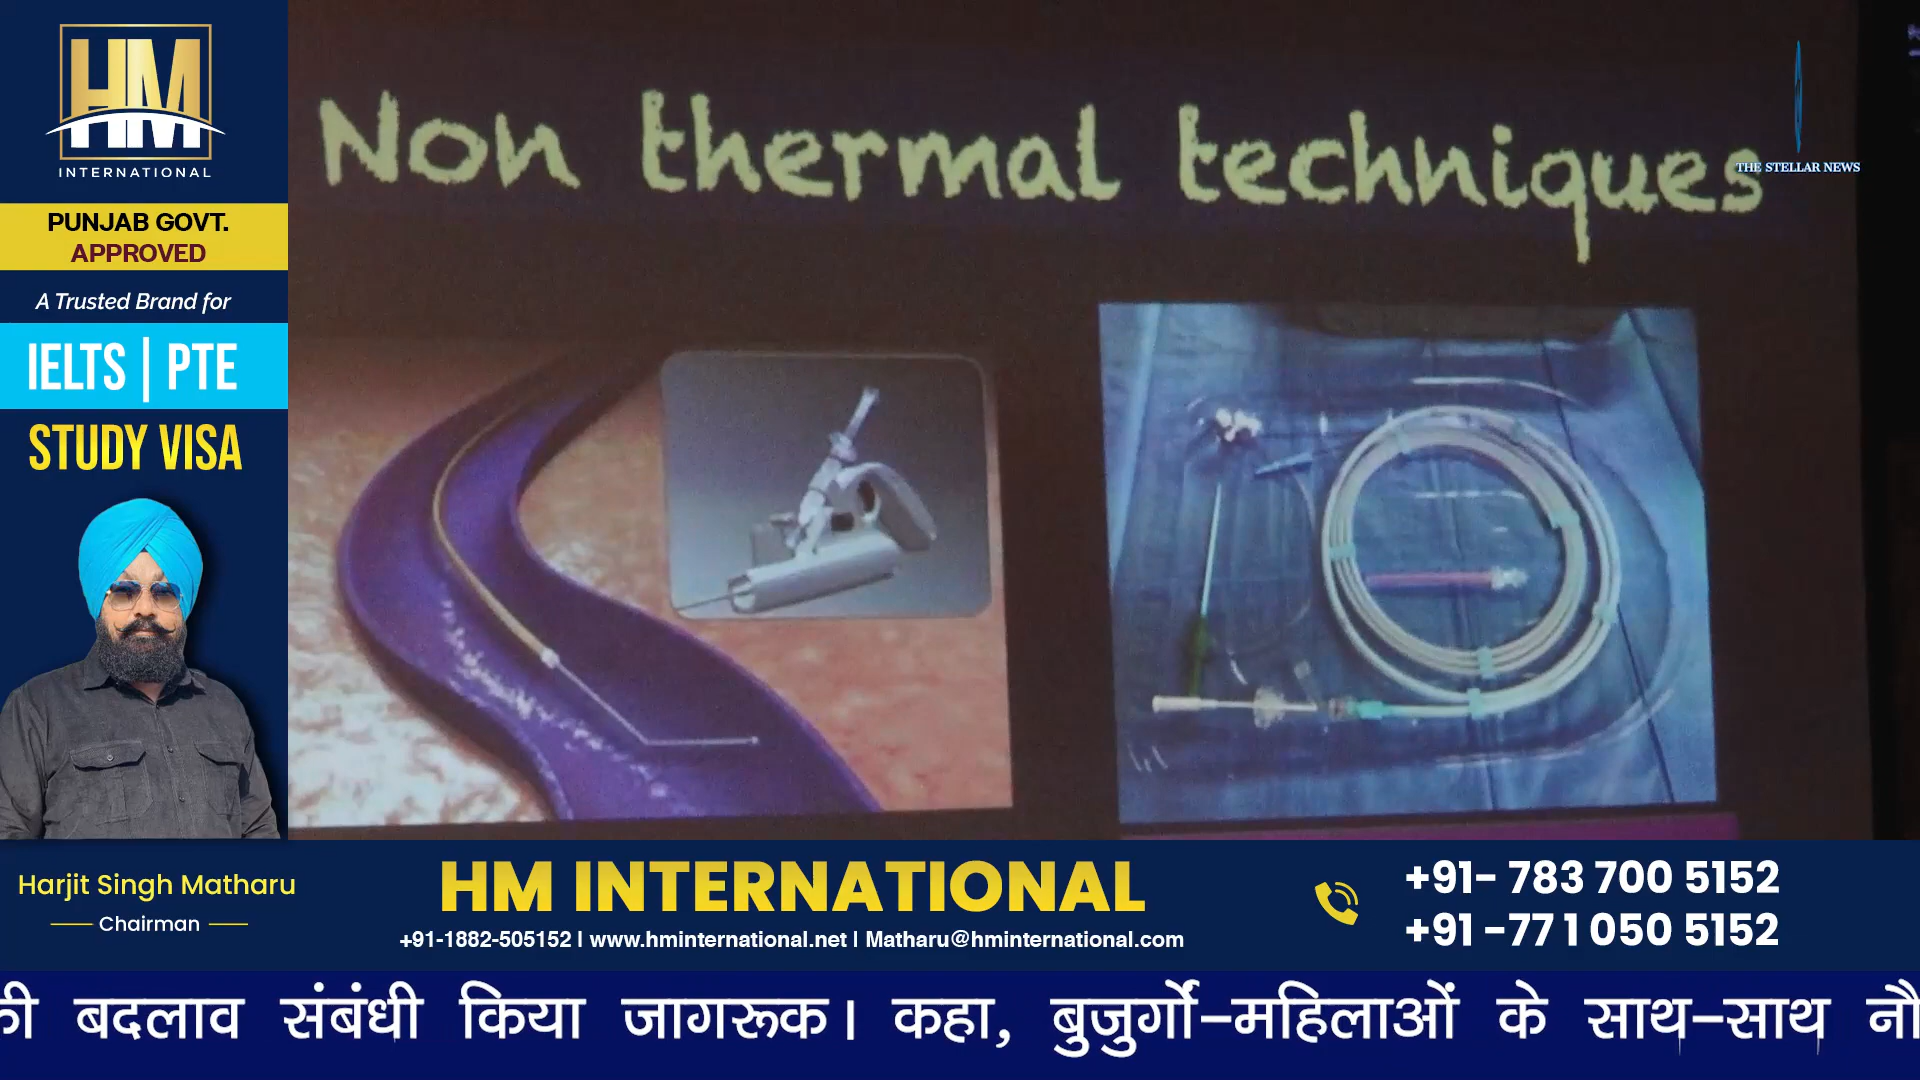 HM
INTERNATIONAL
PUNJAB GOVT.
APPROVED
A Trusted Brand for
IELTS | PTE
STUDY VISA
Non thermal techniques
THE STELLAR NEWS
Harjit Singh Matharu
Chairman
HM INTERNATIONAL
+91-1882-505152 | www.hminternational.net | Matharu@hminternational.com
+91- 783 700 5152
+91 -77 1 050 5152
की बदलाव संबंधी किया जागरूक। कहा, बुजुर्गो–महिलाओं के साथ–साथ